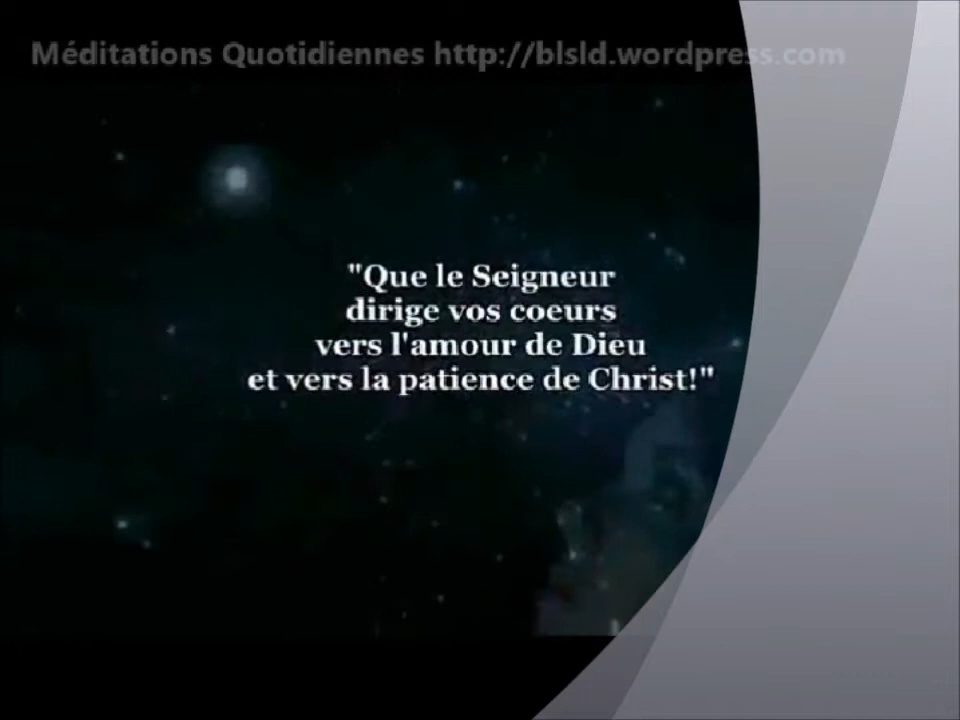 Méditations Quotidiennes http://blsld.wordpress.com
"Que le Seigneur
dirige vos coeurs
vers l'amour de Dieu
et vers la patience de Christ!"